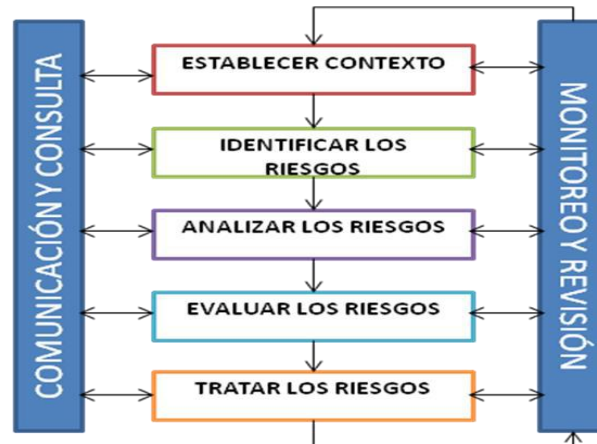 COMUNICACIÓN Y CONSULTA
ESTABLECER CONTEXTO
IDENTIFICAR LOS
RIESGOS
ANALIZAR LOS RIESGOS
EVALUAR LOS RIESGOS
TRATAR LOS RIESGOS
MONITOREO Y REVISIÓN